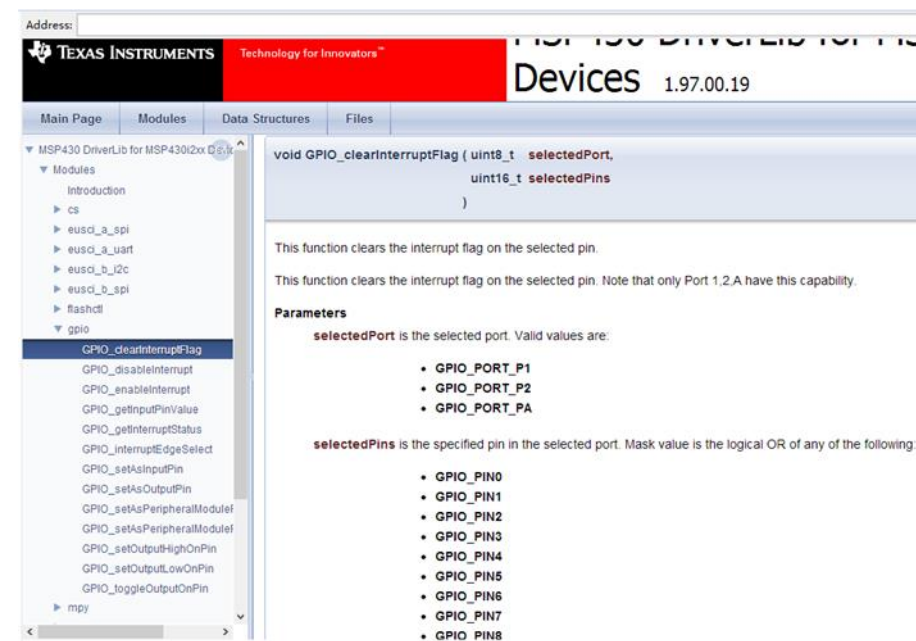 Address:
TEXAS INSTRUMENTS
Technology for Innovators™
Devices 1.97.00.19
Main Page
Modules
Data Structures
Files
MSP430 DriverLib for MSP430i2xx
Modules
Introduction
cs
eusci_a_spi
eusci_a_uart
eusci_b_i2c
eusci_b_spi
flashctl
gpio
GPIO_clearInterruptFlag
GPIO_disableInterrupt
GPIO_enableInterrupt
GPIO_getInputPinValue
GPIO_getInterruptStatus
GPIO_interruptEdgeSelect
GPIO_setAsInputPin
GPIO_setAsOutputPin
GPIO_setAsPeripheralModuleF
GPIO_setAsPeripheralModuleF
GPIO_setOutputHighOnPin
GPIO_setOutputLowOnPin
GPIO_toggleOutputOnPin
mpy
void GPIO_clearInterruptFlag ( uint8_t selectedPort,
uint16_t selectedPins
)
This function clears the interrupt flag on the selected pin.
This function clears the interrupt flag on the selected pin. Note that only Port 1,2,A have this capability.
Parameters
selectedPort is the selected port. Valid values are:
• GPIO_PORT_P1
• GPIO_PORT_P2
• GPIO_PORT_PA
selectedPins is the specified pin in the selected port. Mask value is the logical OR of any of the following:
• GPIO_PIN0
• GPIO_PIN1
• GPIO_PIN2
• GPIO_PIN3
• GPIO_PIN4
• GPIO_PIN5
• GPIO_PIN6
• GPIO_PIN7
• GPIO_PIN8